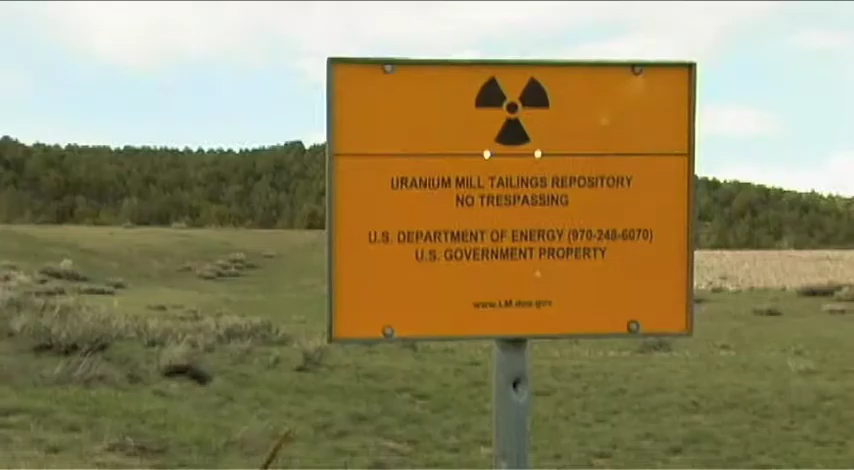 URANIUM MILL TAILINGS REPOSITORY
NO TRESPASSING
U.S. DEPARTMENT OF ENERGY (970-248-6070)
U.S. GOVERNMENT PROPERTY
www.LM.doe.gov